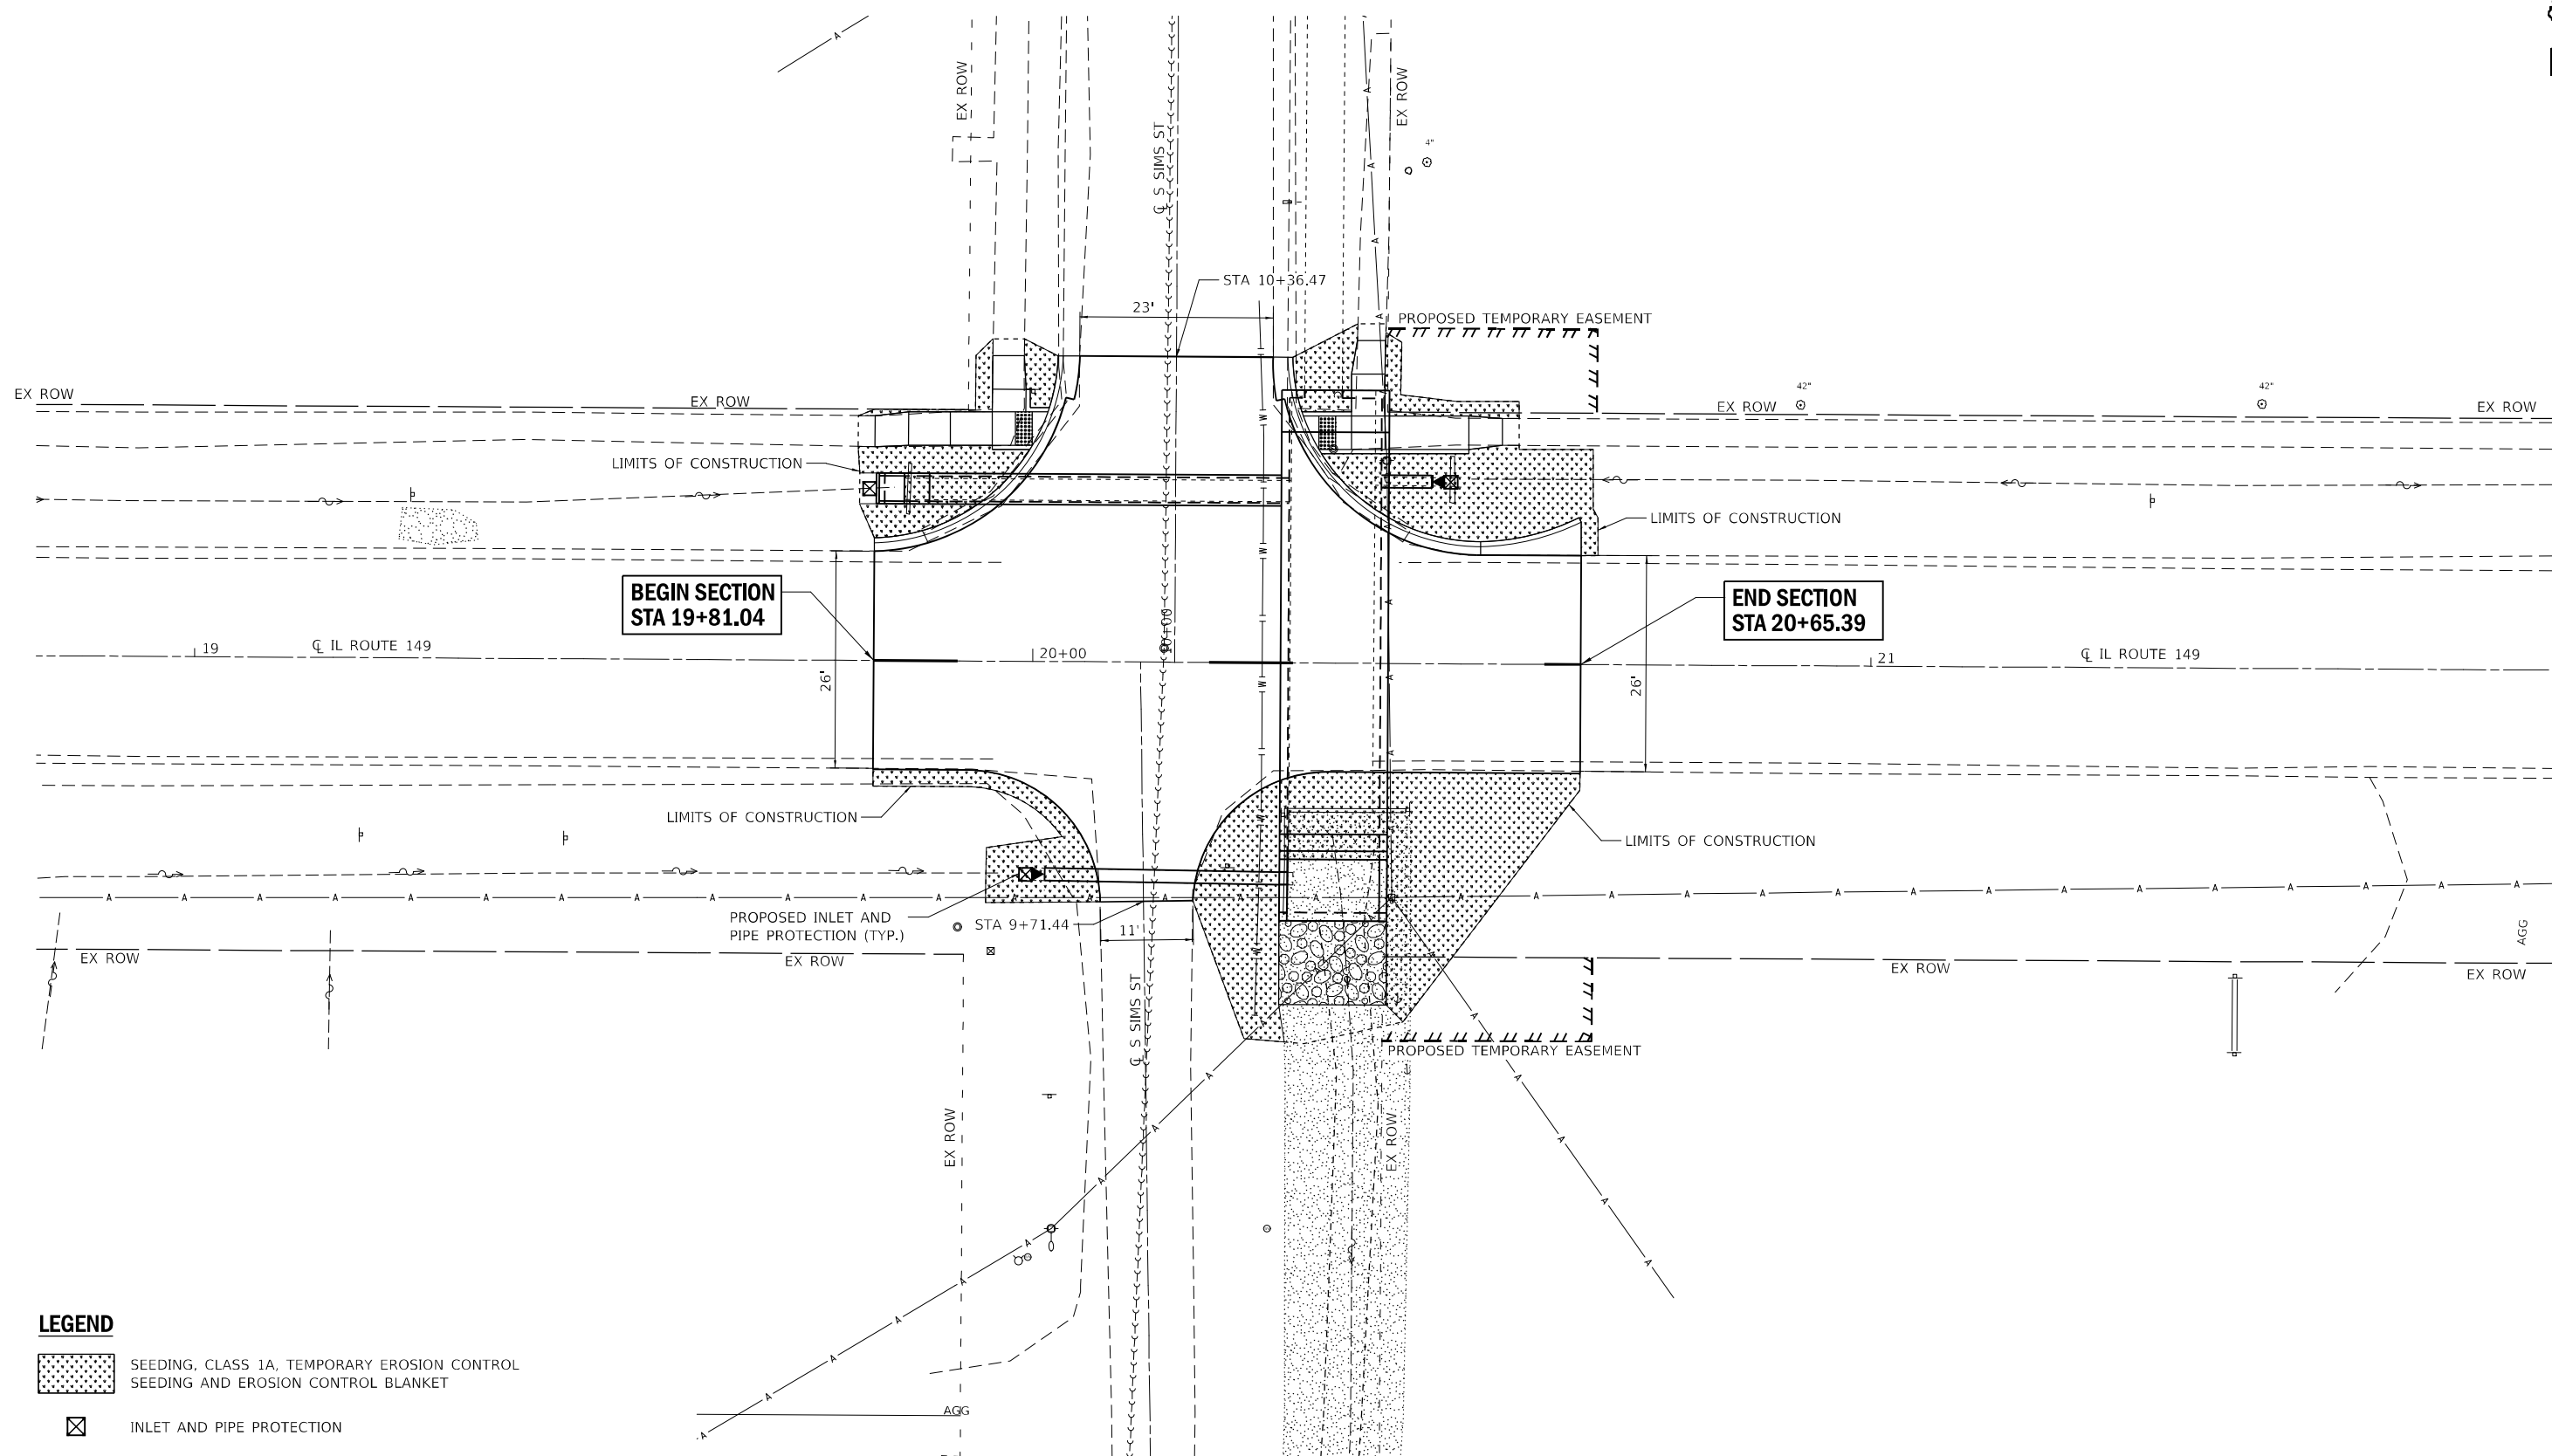 EX ROW
EX ROW
4"
℄ S SIMS ST
STA 10+36.47
23'
PROPOSED TEMPORARY EASEMENT
EX ROW
EX ROW
42"
EX ROW
42"
EX ROW
LIMITS OF CONSTRUCTION
LIMITS OF CONSTRUCTION
BEGIN SECTION
STA 19+81.04
END SECTION
STA 20+65.39
10+00
19
℄ IL ROUTE 149
20+00
21
℄ IL ROUTE 149
26'
26'
LIMITS OF CONSTRUCTION
LIMITS OF CONSTRUCTION
PROPOSED INLET AND
PIPE PROTECTION (TYP.)
STA 9+71.44
11'
AGG
EX ROW
EX ROW
EX ROW
EX ROW
℄ S SIMS ST
PROPOSED TEMPORARY EASEMENT
EX ROW
EX ROW
LEGEND
SEEDING, CLASS 1A, TEMPORARY EROSION CONTROL
SEEDING AND EROSION CONTROL BLANKET
AGG
INLET AND PIPE PROTECTION